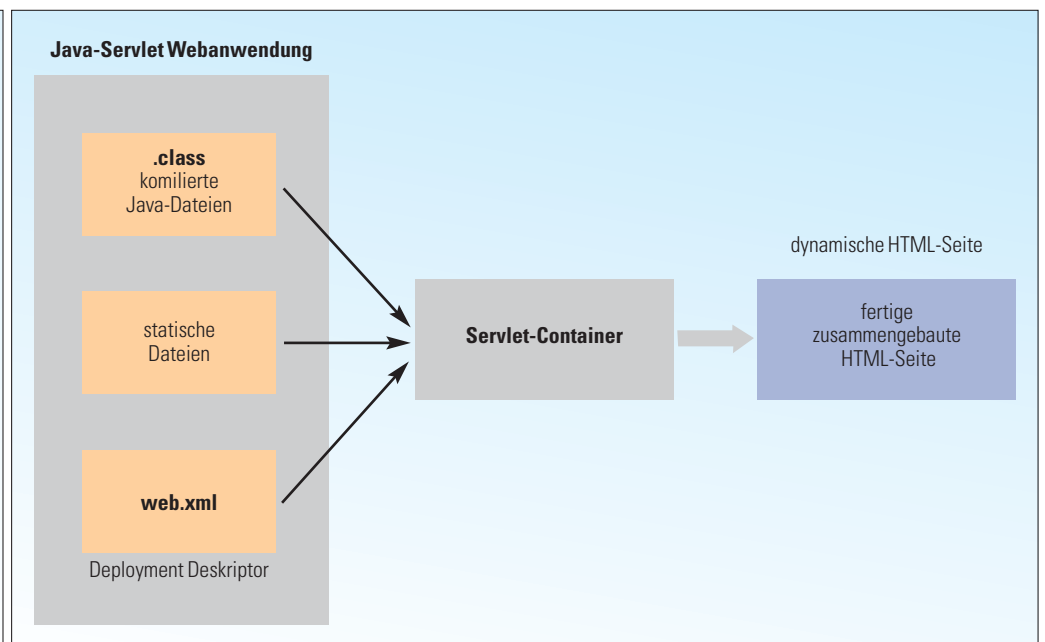 Java-Servlet Webanwendung
.class
komilierte
Java-Dateien
statische
Dateien
web.xml
Deployment Deskriptor
Servlet-Container
dynamische HTML-Seite
fertige
zusammengebaute
HTML-Seite